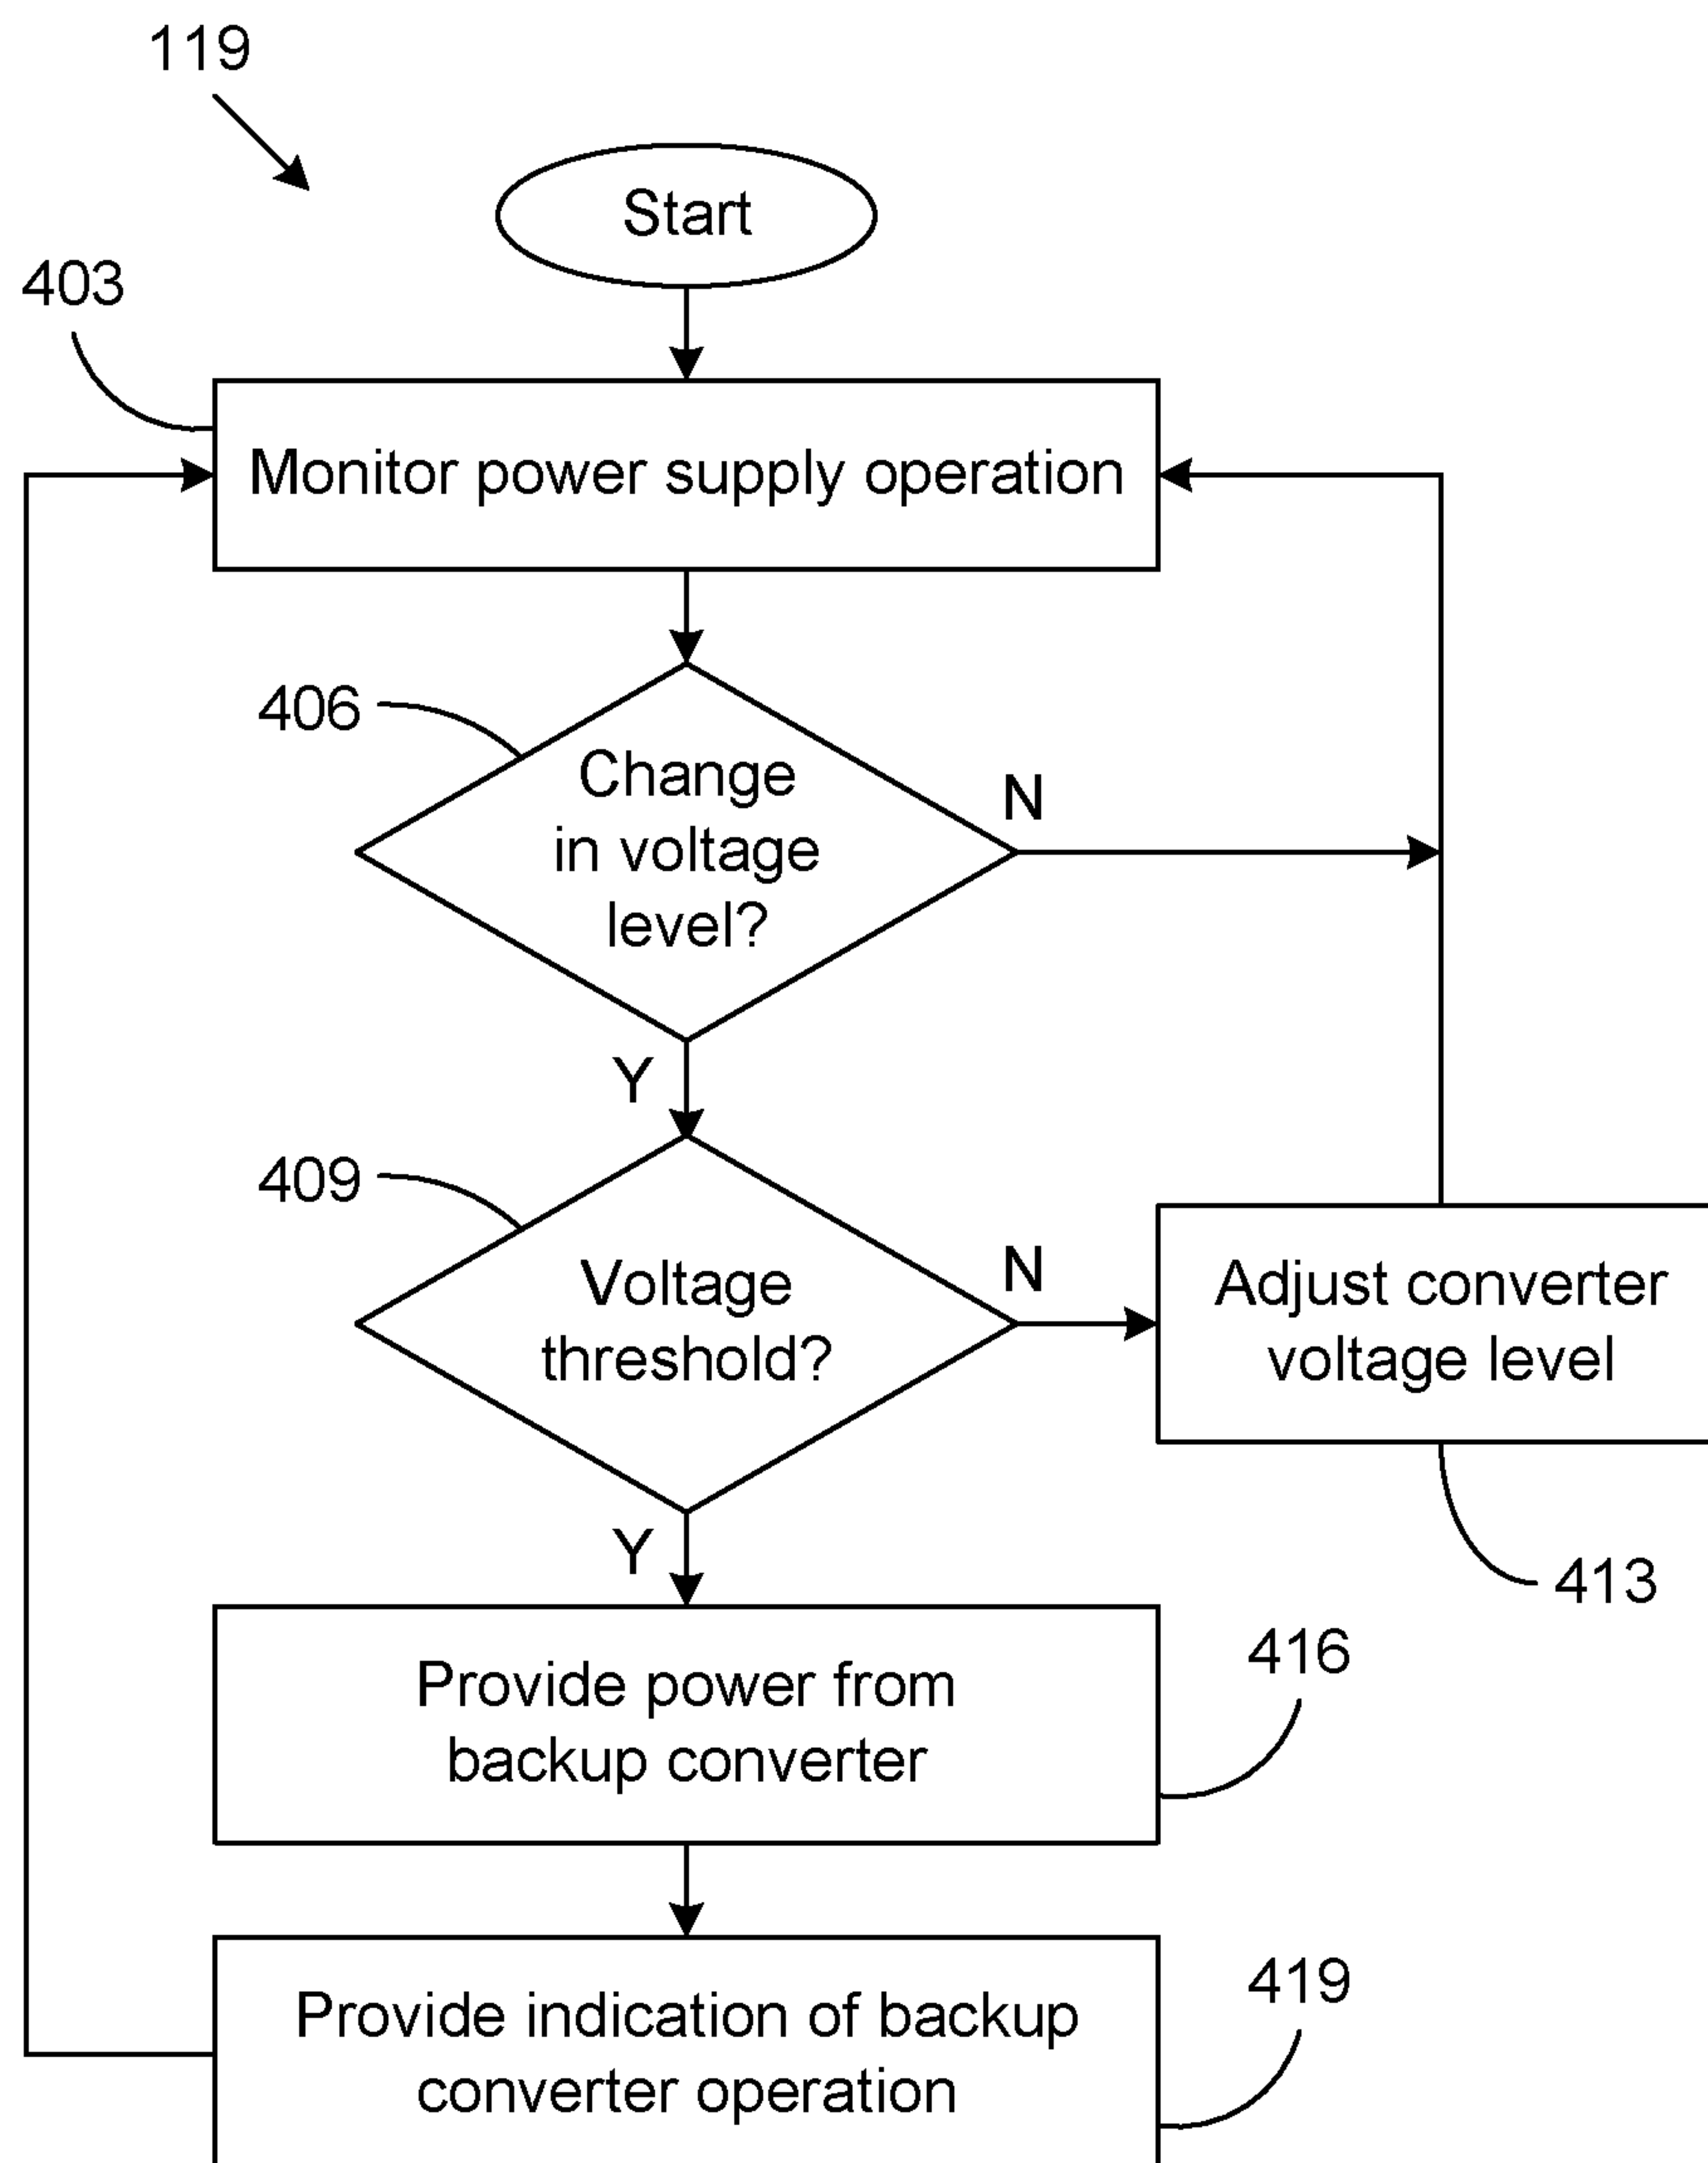 119
Start
403
Monitor power supply operation
406
Change
in voltage
level?
N
Y
409
Voltage
threshold?
N
Adjust converter
voltage level
Y
413
416
Provide power from
backup converter
419
Provide indication of backup
converter operation